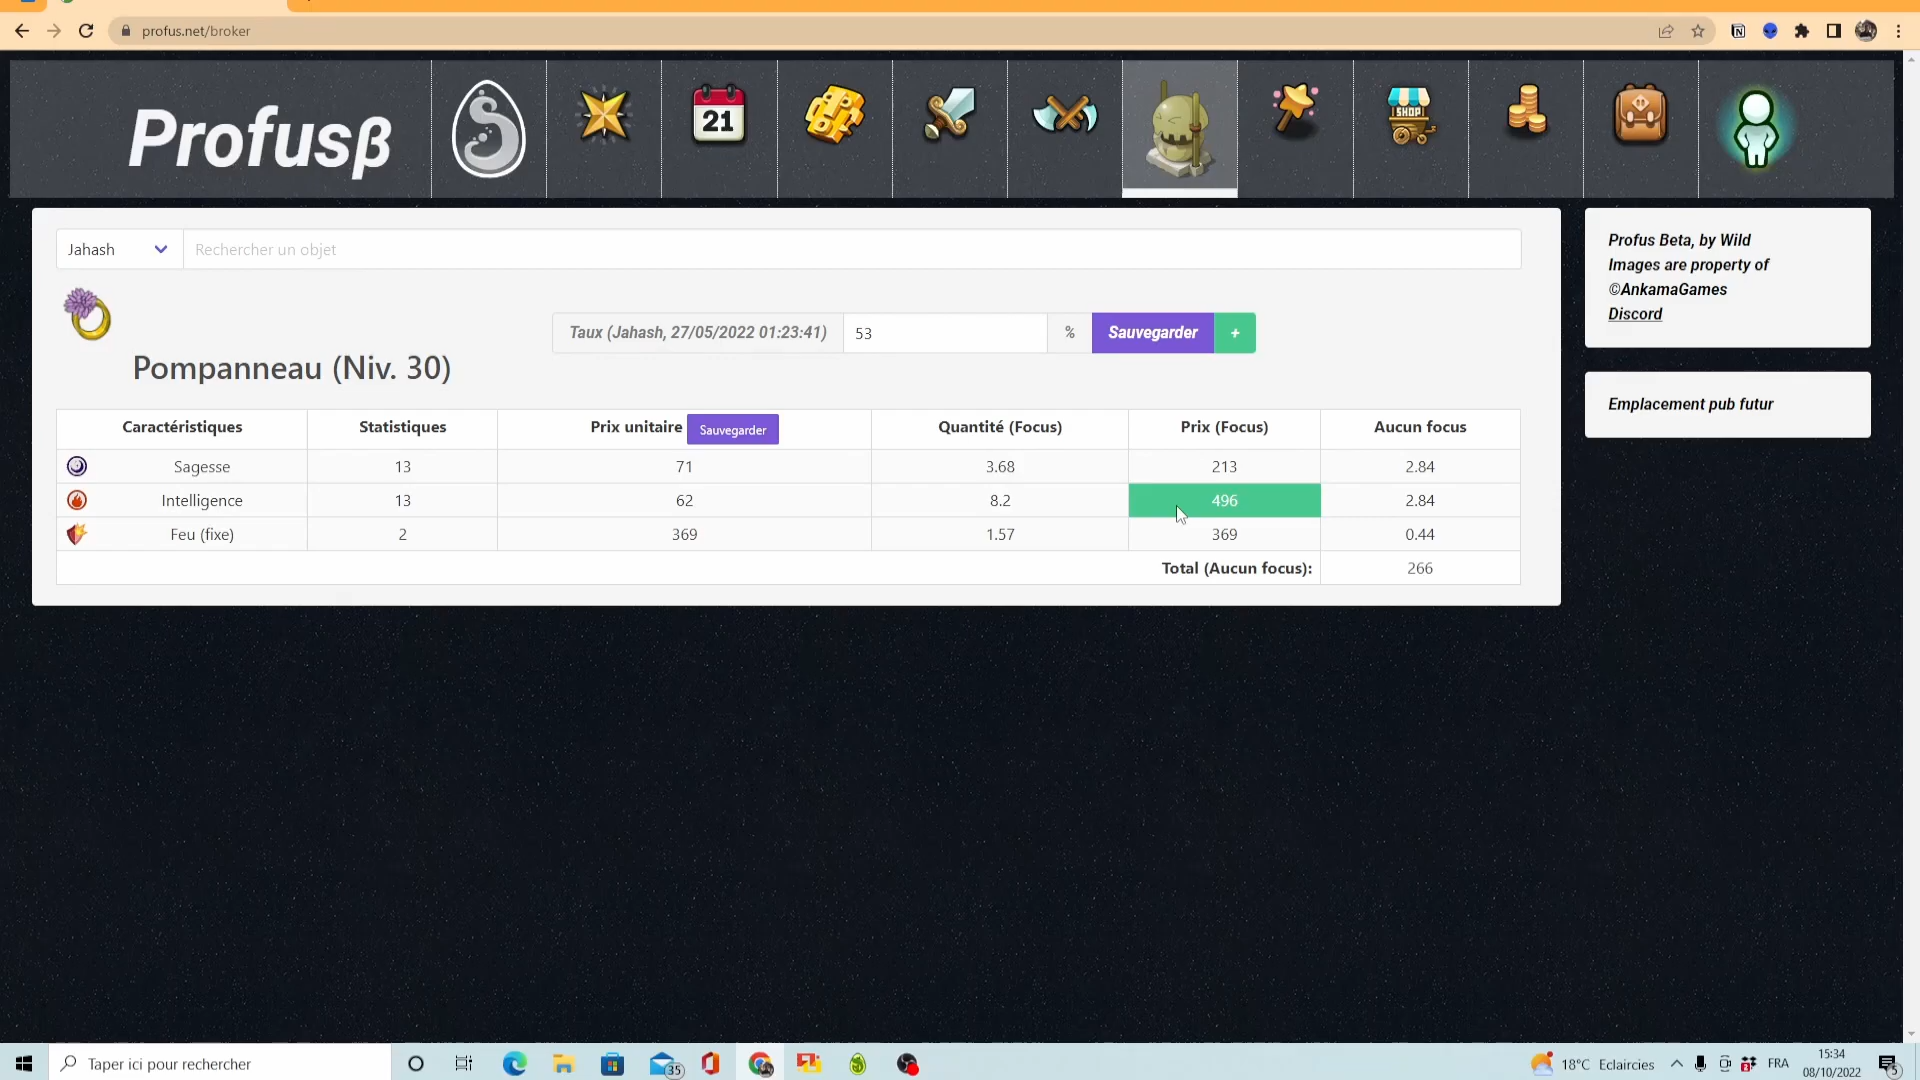 profus.net/broker
Profusβ
21
SHOP!
Jahash
Rechercher un objet
Profus Beta, by Wild
Images are property of
©AnkamaGames
Discord
Taux (Jahash, 27/05/2022 01:23:41) 53 % Sauvegarder +
Pompanneau (Niv. 30)
Emplacement pub futur
Caractéristiques Statistiques Prix unitaire Sauvegarder Quantité (Focus) Prix (Focus) Aucun focus
Sagesse 13 71 3.68 213 2.84
Intelligence 13 62 8.2 496 2.84
Feu (fixe) 2 369 1.57 369 0.44
Total (Aucun focus): 266
Taper ici pour rechercher
35
18°C Eclaircies
FRA
15:34
08/10/2022
5